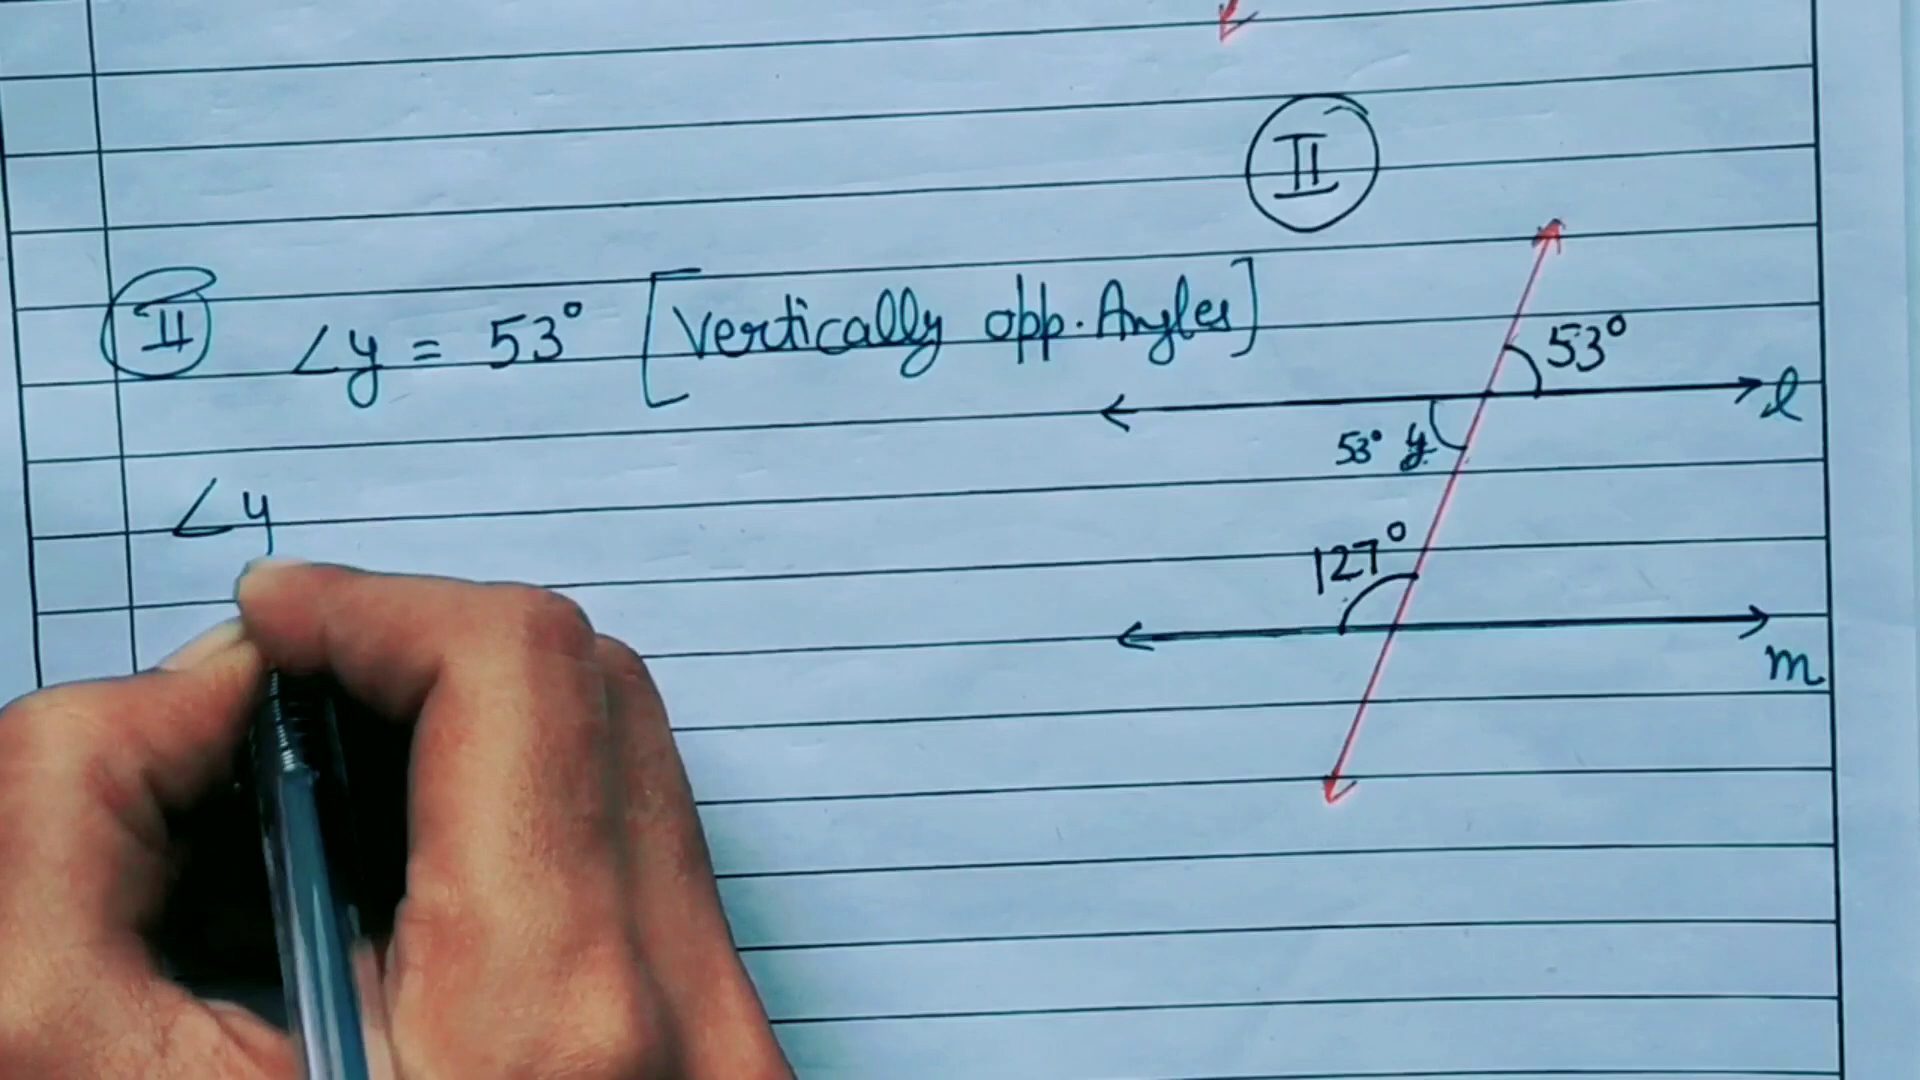 II
II ∠y = 53° [Vertically opp. Angles]
53°
l
53° y
∠y
127°
m